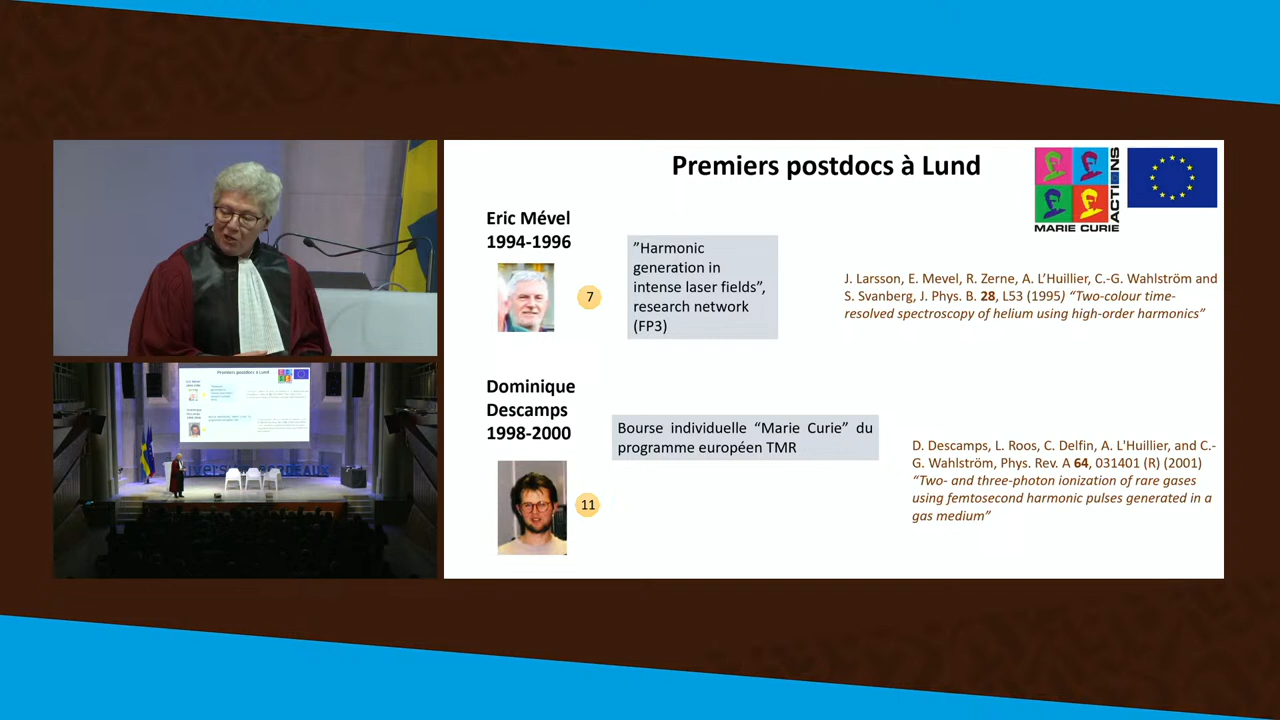 Premiers postdocs à Lund
MARIE CURIE
ACTIONS
Eric Mével
1994-1996
7
”Harmonic
generation in
intense laser fields”,
research network
(FP3)
J. Larsson, E. Mevel, R. Zerne, A. L’Huillier, C.-G. Wahlström and
S. Svanberg, J. Phys. B. 28, L53 (1995) “Two-colour time-
resolved spectroscopy of helium using high-order harmonics”
Dominique
Descamps
1998-2000
11
Bourse individuelle “Marie Curie” du
programme européen TMR
D. Descamps, L. Roos, C. Delfin, A. L'Huillier, and C.-
G. Wahlström, Phys. Rev. A 64, 031401 (R) (2001)
“Two- and three-photon ionization of rare gases
using femtosecond harmonic pulses generated in a
gas medium”
Premiers postdocs à Lund